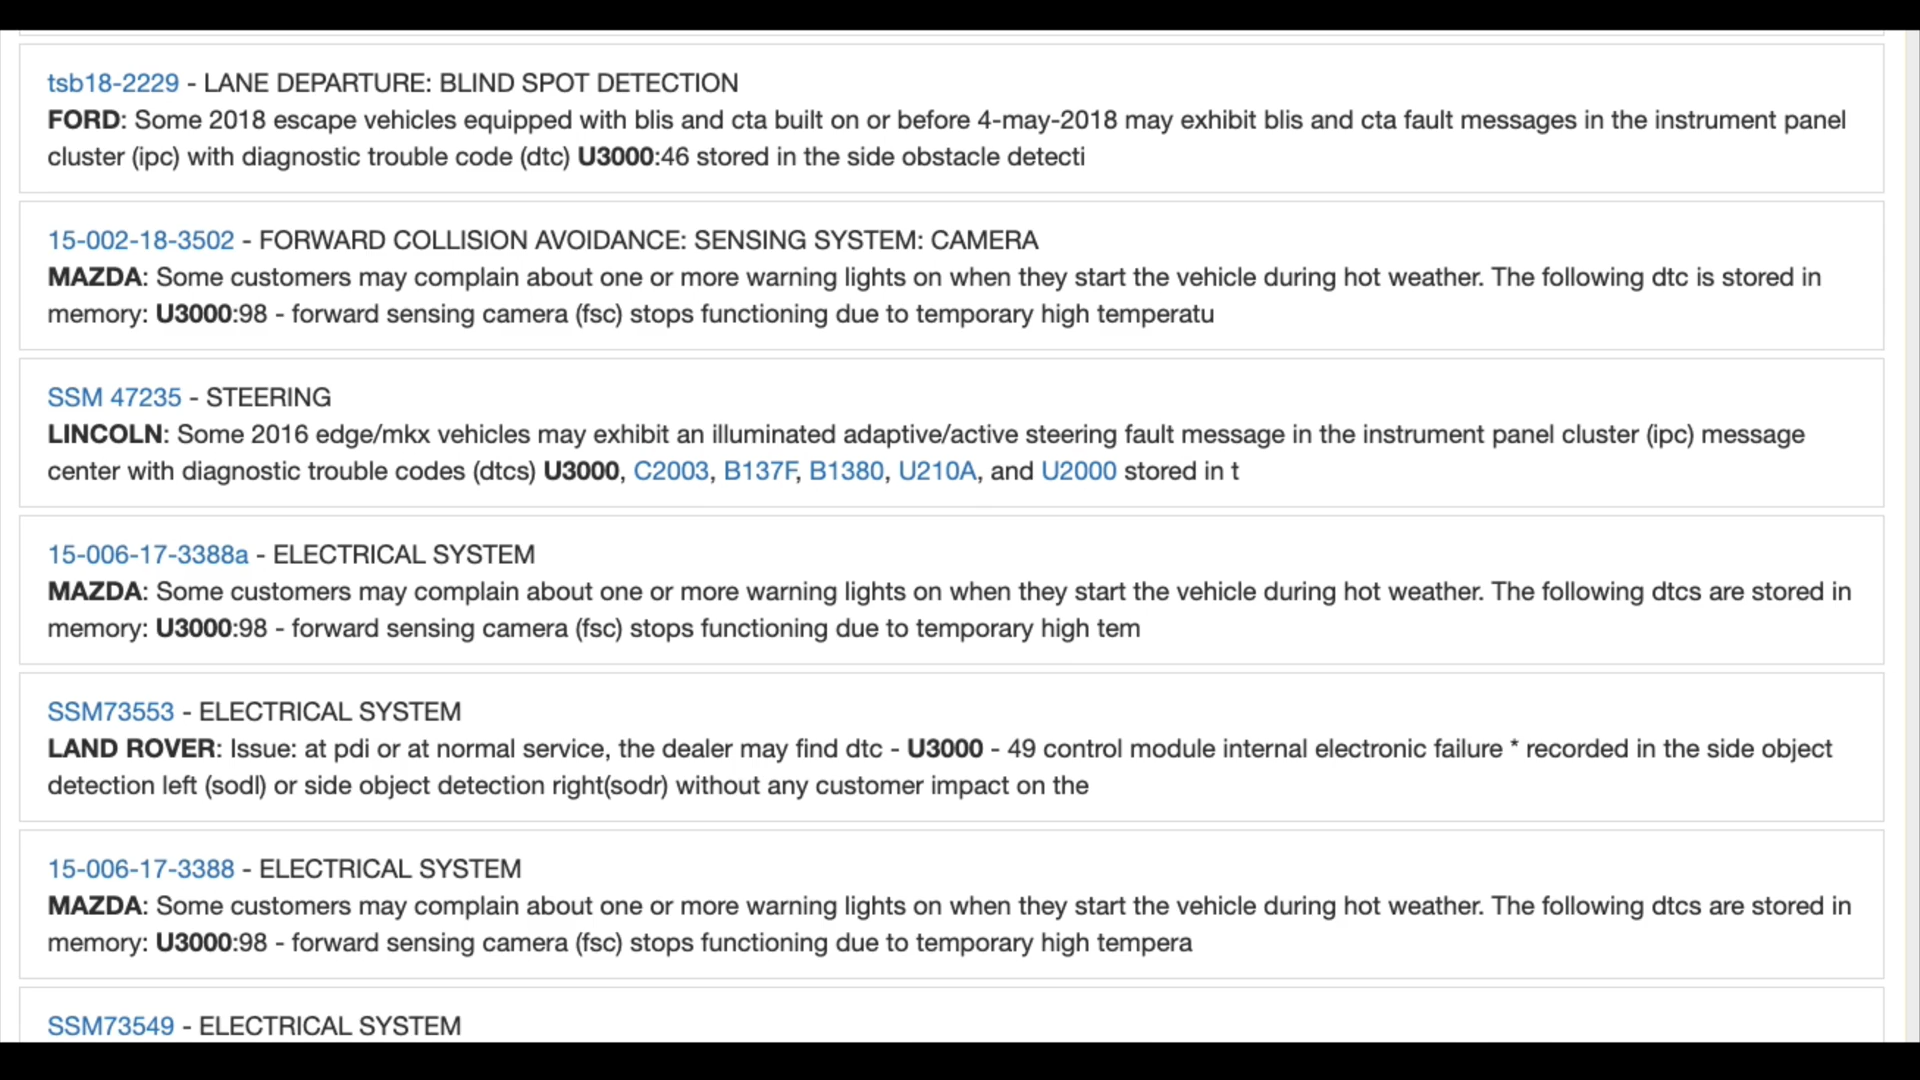 tsb18-2229 - LANE DEPARTURE: BLIND SPOT DETECTION
FORD: Some 2018 escape vehicles equipped with blis and cta built on or before 4-may-2018 may exhibit blis and cta fault messages in the instrument panel
cluster (ipc) with diagnostic trouble code (dtc) U3000:46 stored in the side obstacle detecti
15-002-18-3502 - FORWARD COLLISION AVOIDANCE: SENSING SYSTEM: CAMERA
MAZDA: Some customers may complain about one or more warning lights on when they start the vehicle during hot weather. The following dtc is stored in
memory: U3000:98 - forward sensing camera (fsc) stops functioning due to temporary high temperatu
SSM 47235 - STEERING
LINCOLN: Some 2016 edge/mkx vehicles may exhibit an illuminated adaptive/active steering fault message in the instrument panel cluster (ipc) message
center with diagnostic trouble codes (dtcs) U3000, C2003, B137F, B1380, U210A, and U2000 stored in t
15-006-17-3388a - ELECTRICAL SYSTEM
MAZDA: Some customers may complain about one or more warning lights on when they start the vehicle during hot weather. The following dtcs are stored in
memory: U3000:98 - forward sensing camera (fsc) stops functioning due to temporary high tem
SSM73553 - ELECTRICAL SYSTEM
LAND ROVER: Issue: at pdi or at normal service, the dealer may find dtc - U3000 - 49 control module internal electronic failure * recorded in the side object
detection left (sodl) or side object detection right(sodr) without any customer impact on the
15-006-17-3388 - ELECTRICAL SYSTEM
MAZDA: Some customers may complain about one or more warning lights on when they start the vehicle during hot weather. The following dtcs are stored in
memory: U3000:98 - forward sensing camera (fsc) stops functioning due to temporary high tempera
SSM73549 - ELECTRICAL SYSTEM